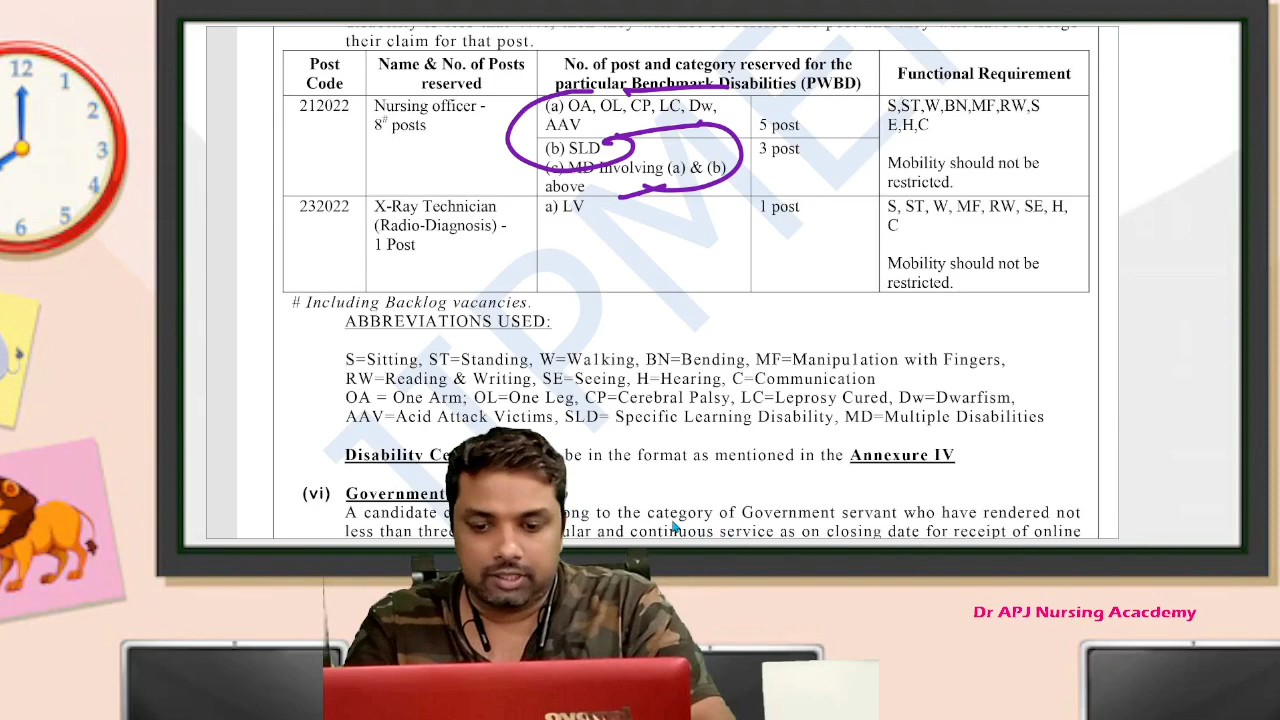 their claim for that post.
Post Code
Name & No. of Posts reserved
No. of post and category reserved for the particular Benchmark Disabilities (PWBD)
Functional Requirement
212022
Nursing officer -
8# posts
(a) OA, OL, CP, LC, Dw,
AAV
5 post
(b) SLD
(c) MD involving (a) & (b)
above
3 post
S,ST,W,BN,MF,RW,S
E,H,C
Mobility should not be
restricted.
232022
X-Ray Technician
(Radio-Diagnosis) -
1 Post
a) LV
1 post
S, ST, W, MF, RW, SE, H,
C
Mobility should not be
restricted.
# Including Backlog vacancies.
ABBREVIATIONS USED:
S=Sitting, ST=Standing, W=Walking, BN=Bending, MF=Manipulation with Fingers,
RW=Reading & Writing, SE=Seeing, H=Hearing, C=Communication
OA = One Arm; OL=One Leg, CP=Cerebral Palsy, LC=Leprosy Cured, Dw=Dwarfism,
AAV=Acid Attack Victims, SLD= Specific Learning Disability, MD=Multiple Disabilities
Disability be in the format as mentioned in the Annexure IV
(vi) Government
A candidate to the category of Government servant who have rendered not
less than and continuous service as on closing date for receipt of online
JIPMER
Dr APJ Nursing Acacdemy
12
2
3
4
5
6